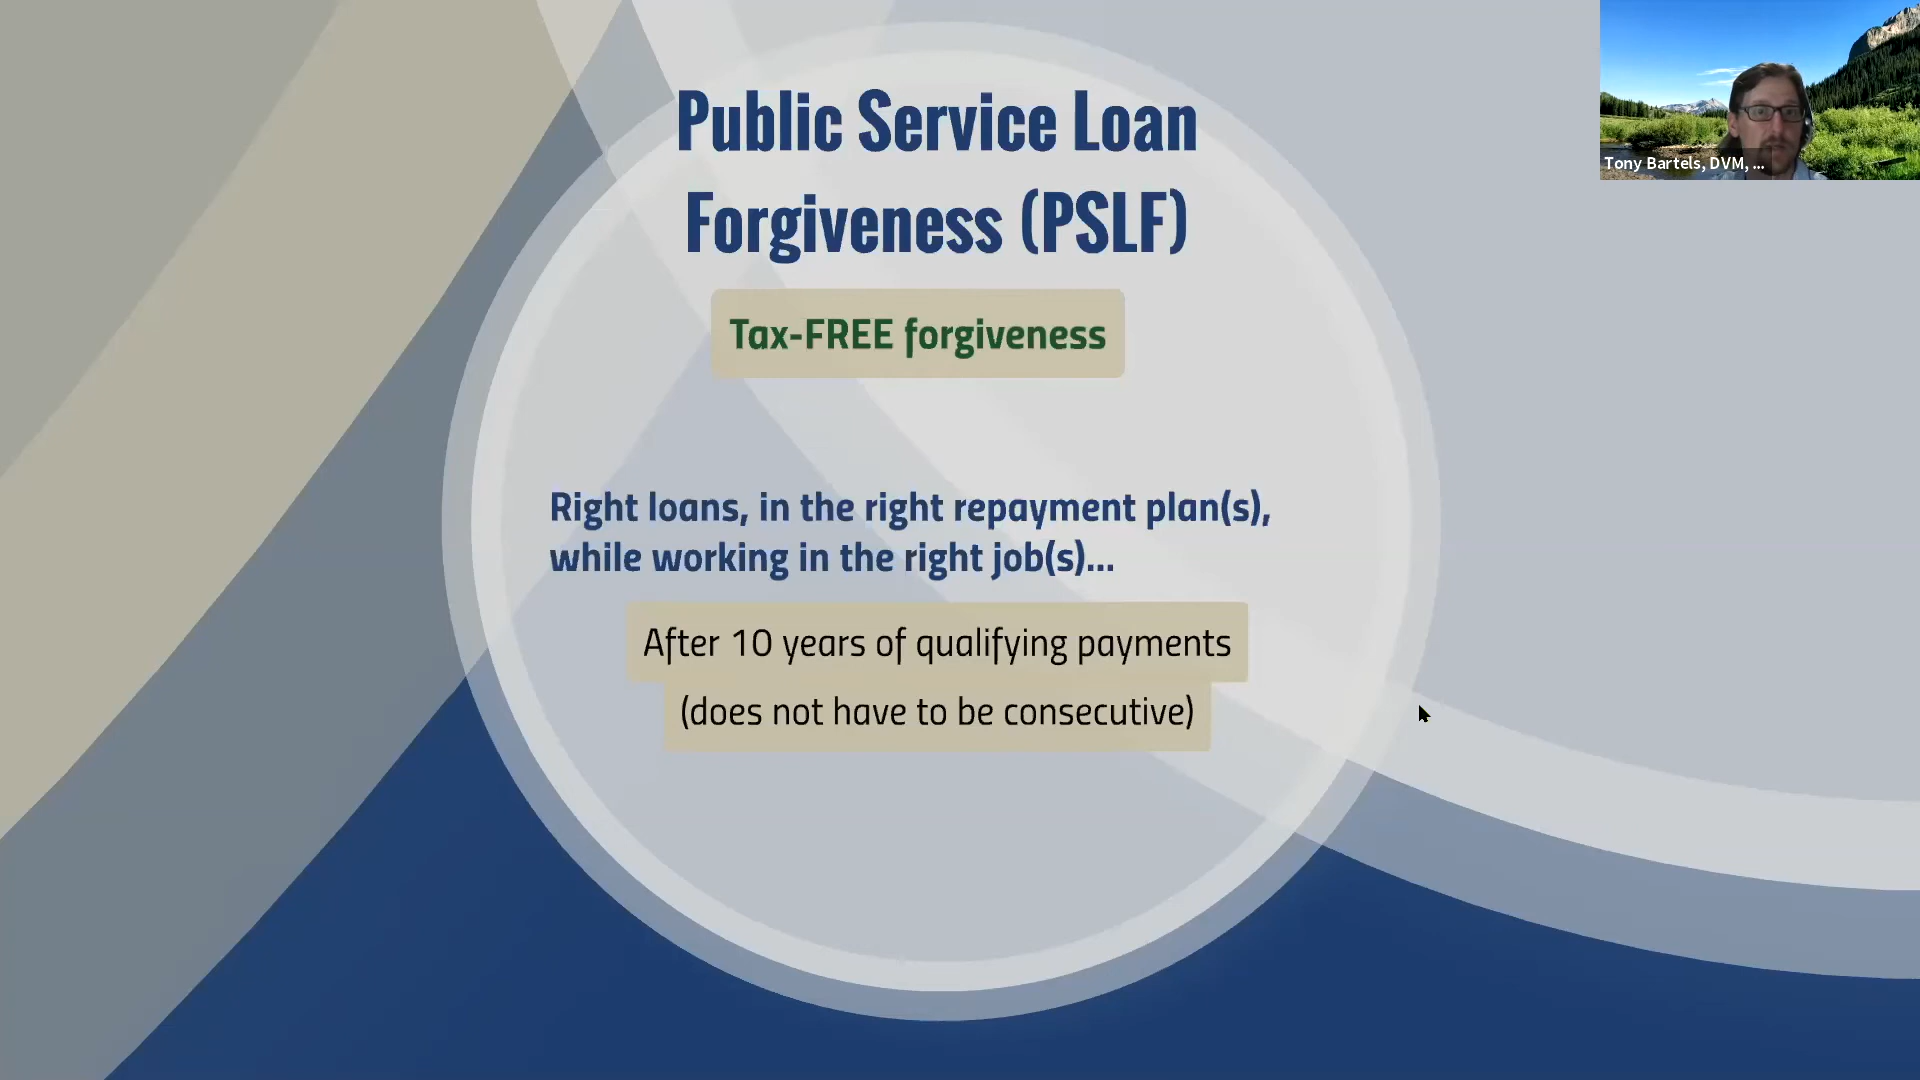 Public Service Loan
Forgiveness (PSLF)
Tax-FREE forgiveness
Right loans, in the right repayment plan(s),
while working in the right job(s)...
After 10 years of qualifying payments
(does not have to be consecutive)
Tony Bartels, DVM, ...